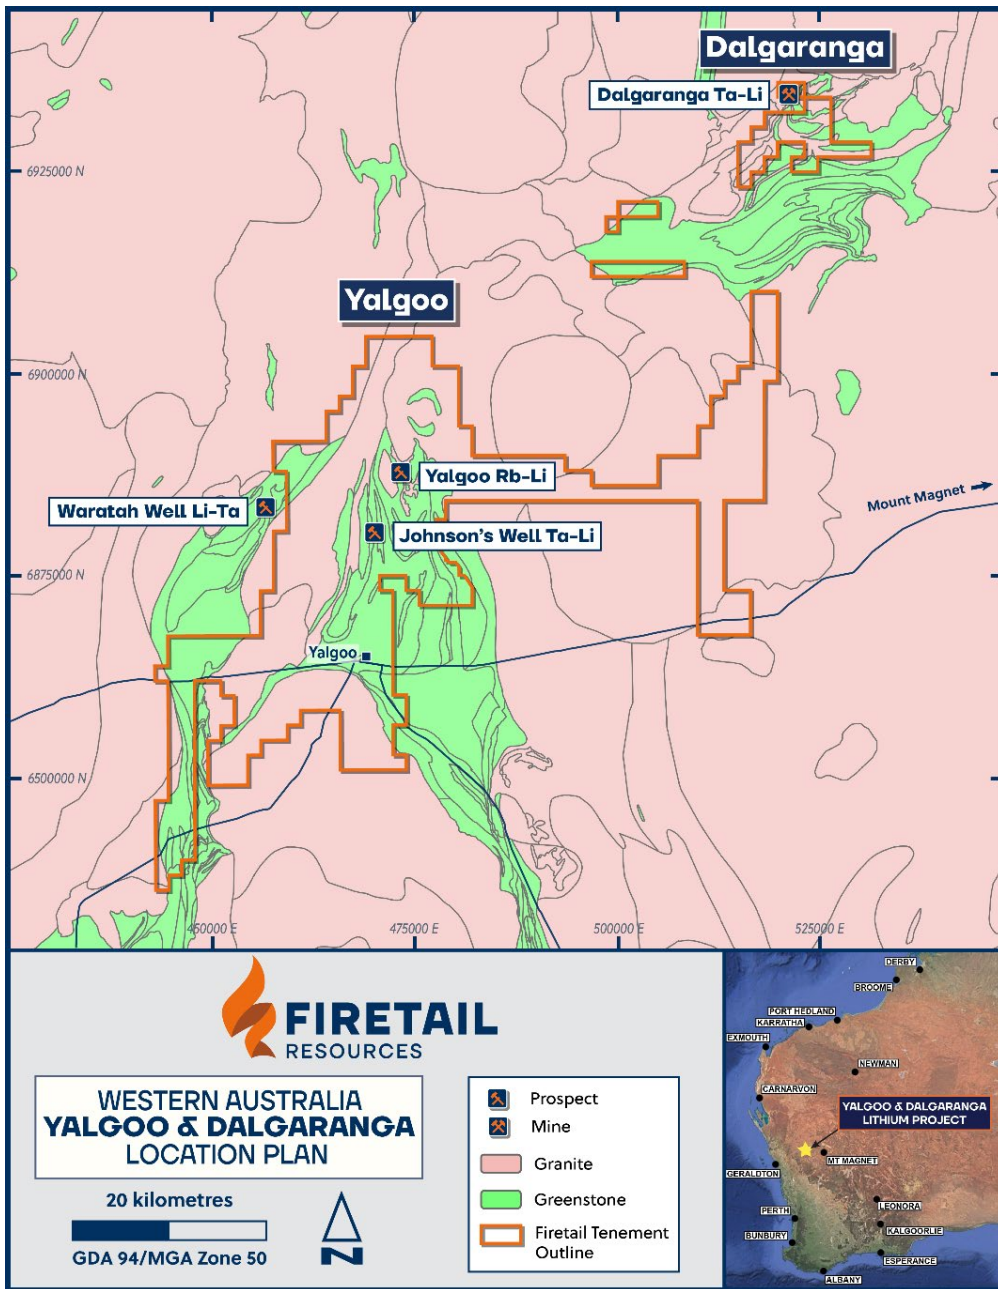 Dalgaranga
Dalgaranga Ta-Li
6925000 N
Yalgoo
6900000 N
Yalgoo Rb-Li
Waratah Well Li-Ta
Mount Magnet
Johnson's Well Ta-Li
6875000 N
Yalgoo
6500000 N
450000 E
475000 E
500000 E
525000 E
FIRETAIL
RESOURCES
WESTERN AUSTRALIA
YALGOO & DALGARANGA
LOCATION PLAN
20 kilometres
GDA 94/MGA Zone 50
N
Prospect
Mine
Granite
Greenstone
Firetail Tenement
Outline
DERBY
BROOME
PORT HEDLAND
KARRATHA
EXMOUTH
NEWMAN
CARNARVON
YALGOO & DALGARANGA
LITHIUM PROJECT
MT MAGNET
GERALDTON
LEONORA
PERTH
KALGOORLIE
BUNBURY
ESPERANCE
ALBANY